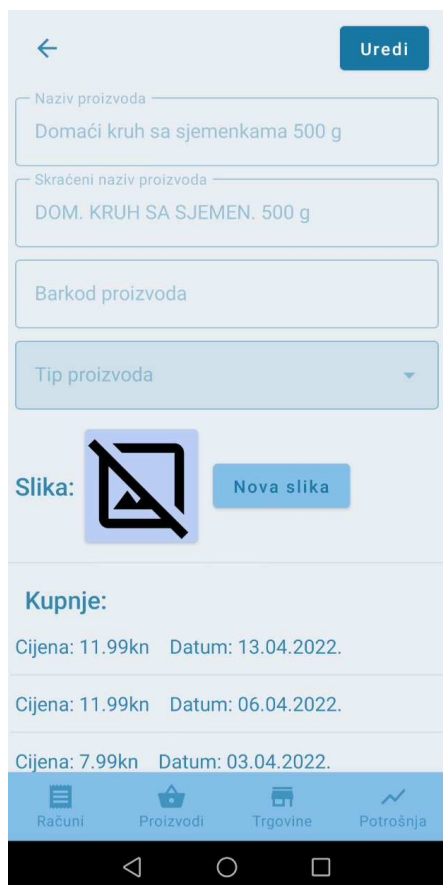 Uredi
Naziv proizvoda
Domaći kruh sa sjemenkama 500 g
Skraćeni naziv proizvoda
DOM. KRUH SA SJEMEN. 500 g
Barkod proizvoda
Tip proizvoda
Slika: Nova slika
Kupnje:
Cijena: 11.99kn Datum: 13.04.2022.
Cijena: 11.99kn Datum: 06.04.2022.
Cijena: 7.99kn Datum: 03.04.2022.
Računi Proizvodi Trgovine Potrošnja